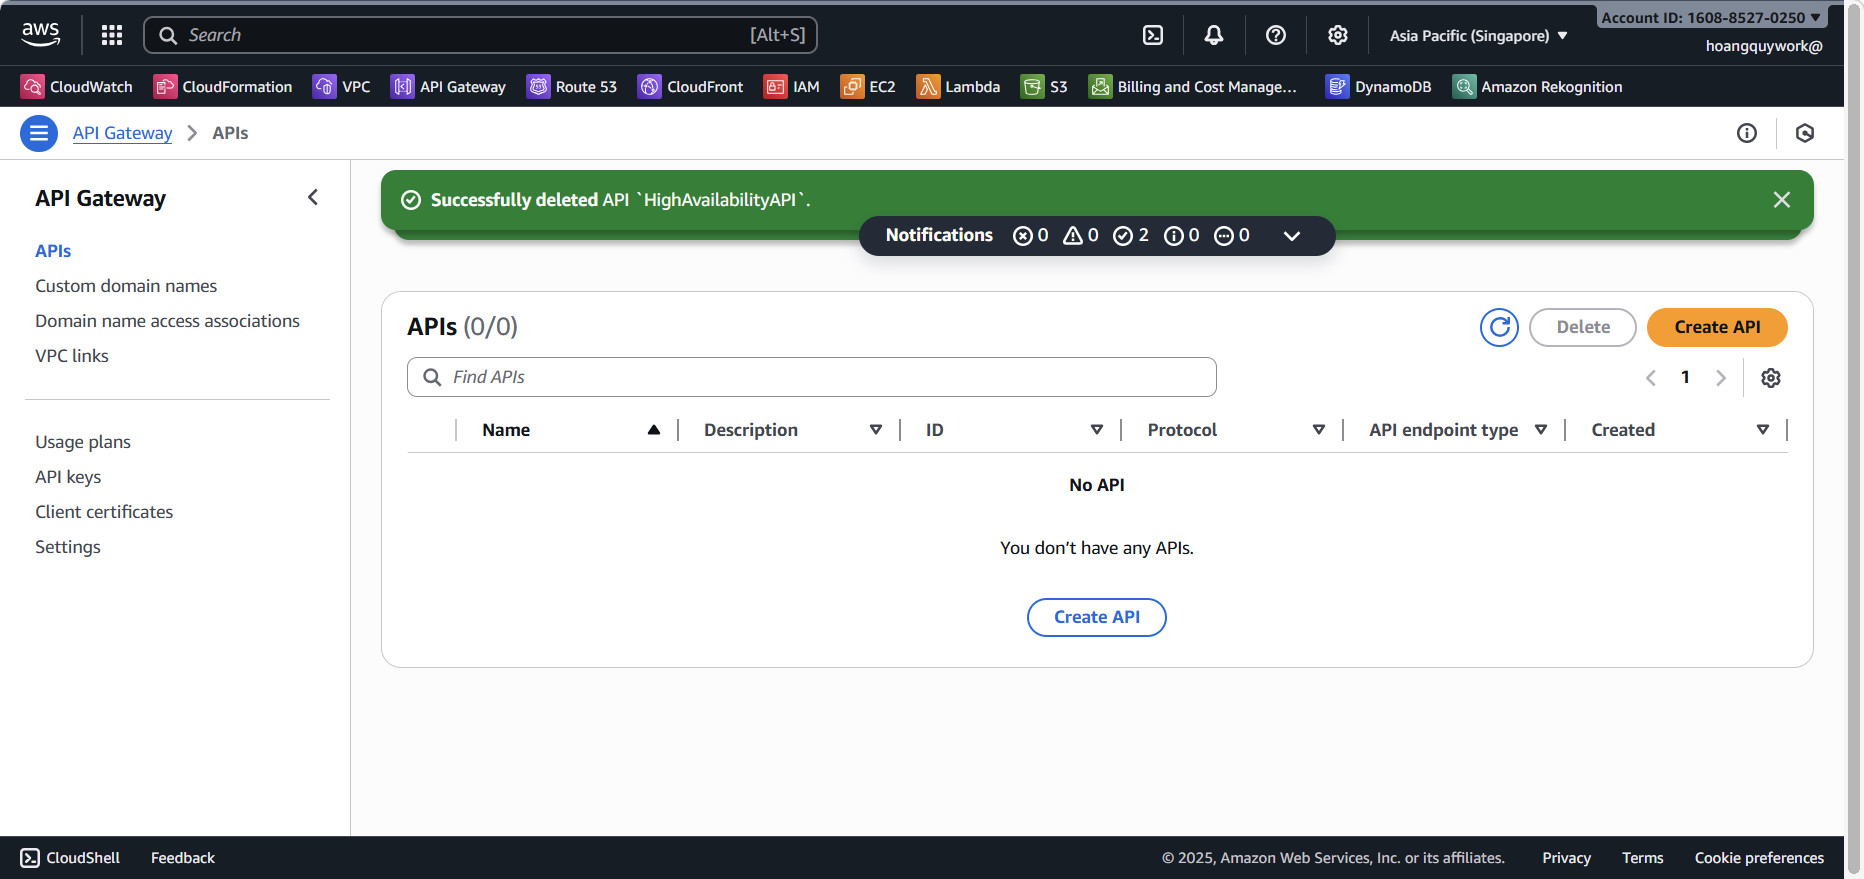 aws
Search [Alt+S]
Asia Pacific (Singapore)
Account ID: 1608-8527-0250
hoangquywork@
CloudWatch CloudFormation VPC API Gateway Route 53 CloudFront IAM EC2 Lambda S3 Billing and Cost Manage... DynamoDB Amazon Rekognition
API Gateway APIs
API Gateway
APIs
Custom domain names
Domain name access associations
VPC links
Usage plans
API keys
Client certificates
Settings
Successfully deleted API `HighAvailabilityAPI`.
Notifications 0 0 2 0 0
APIs (0/0)
Delete
Create API
Find APIs
1
Name Description ID Protocol API endpoint type Created
No API
You don't have any APIs.
Create API
CloudShell Feedback © 2025, Amazon Web Services, Inc. or its affiliates. Privacy Terms Cookie preferences